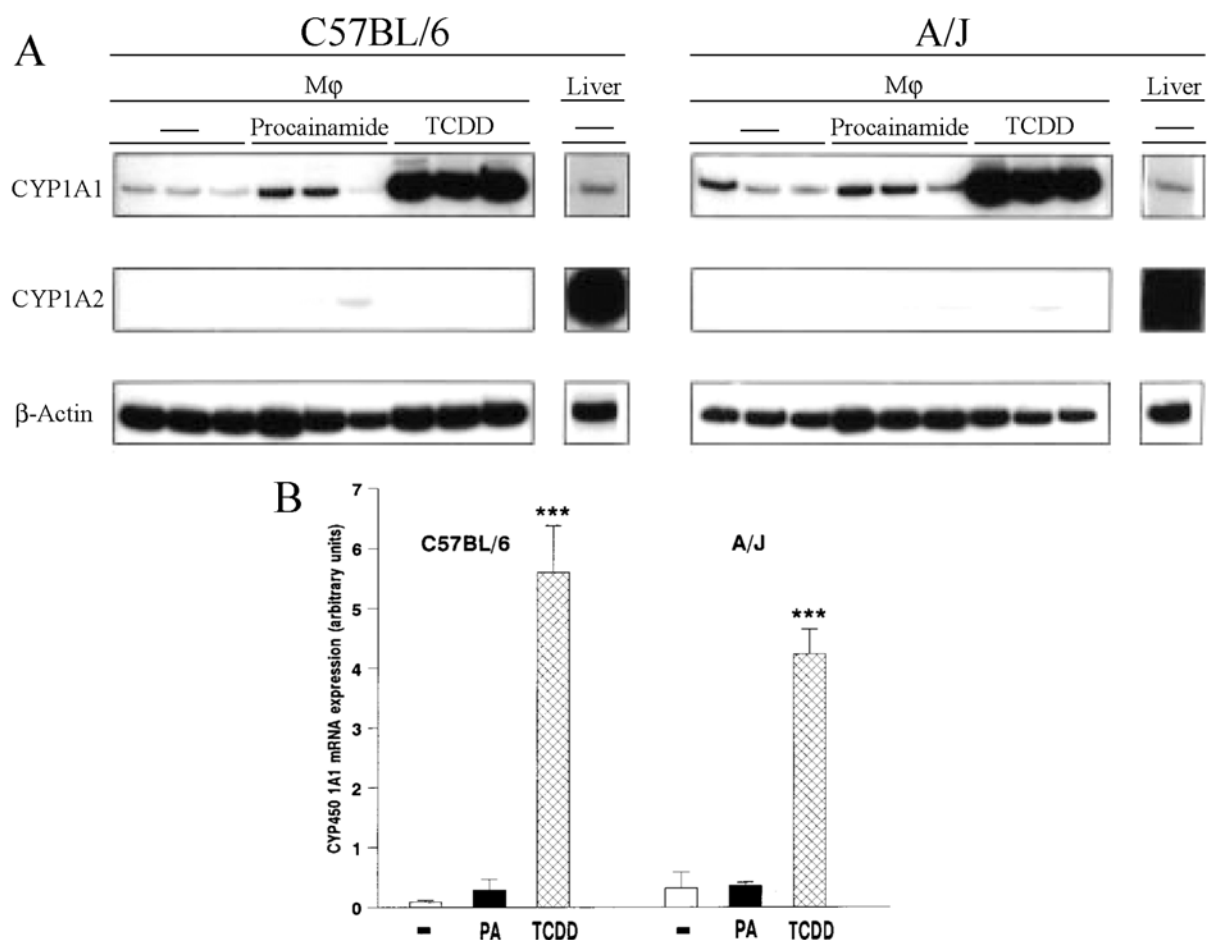 A
C57BL/6
A/J
Mφ
Liver
Mφ
Liver
— Procainamide TCDD —
— Procainamide TCDD —
CYP1A1
CYP1A2
β-Actin
B
CYP450 1A1 mRNA expression (arbitrary units)
7
6
5
4
3
2
1
0
C57BL/6
***
A/J
***
- PA TCDD
- PA TCDD